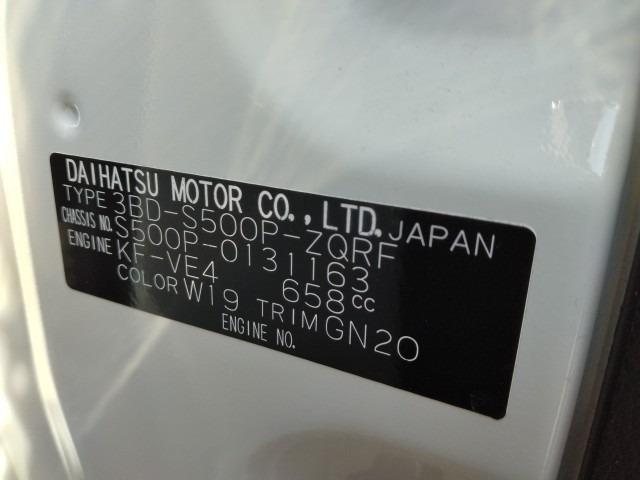 DAIHATSU MOTOR CO., LTD. JAPAN
TYPE 3BD-S500P-ZQRF
CHASSIS NO. S500P-0131163
ENGINE KF-VE4 658cc
COLOR W19 TRIM GN20
ENGINE NO.